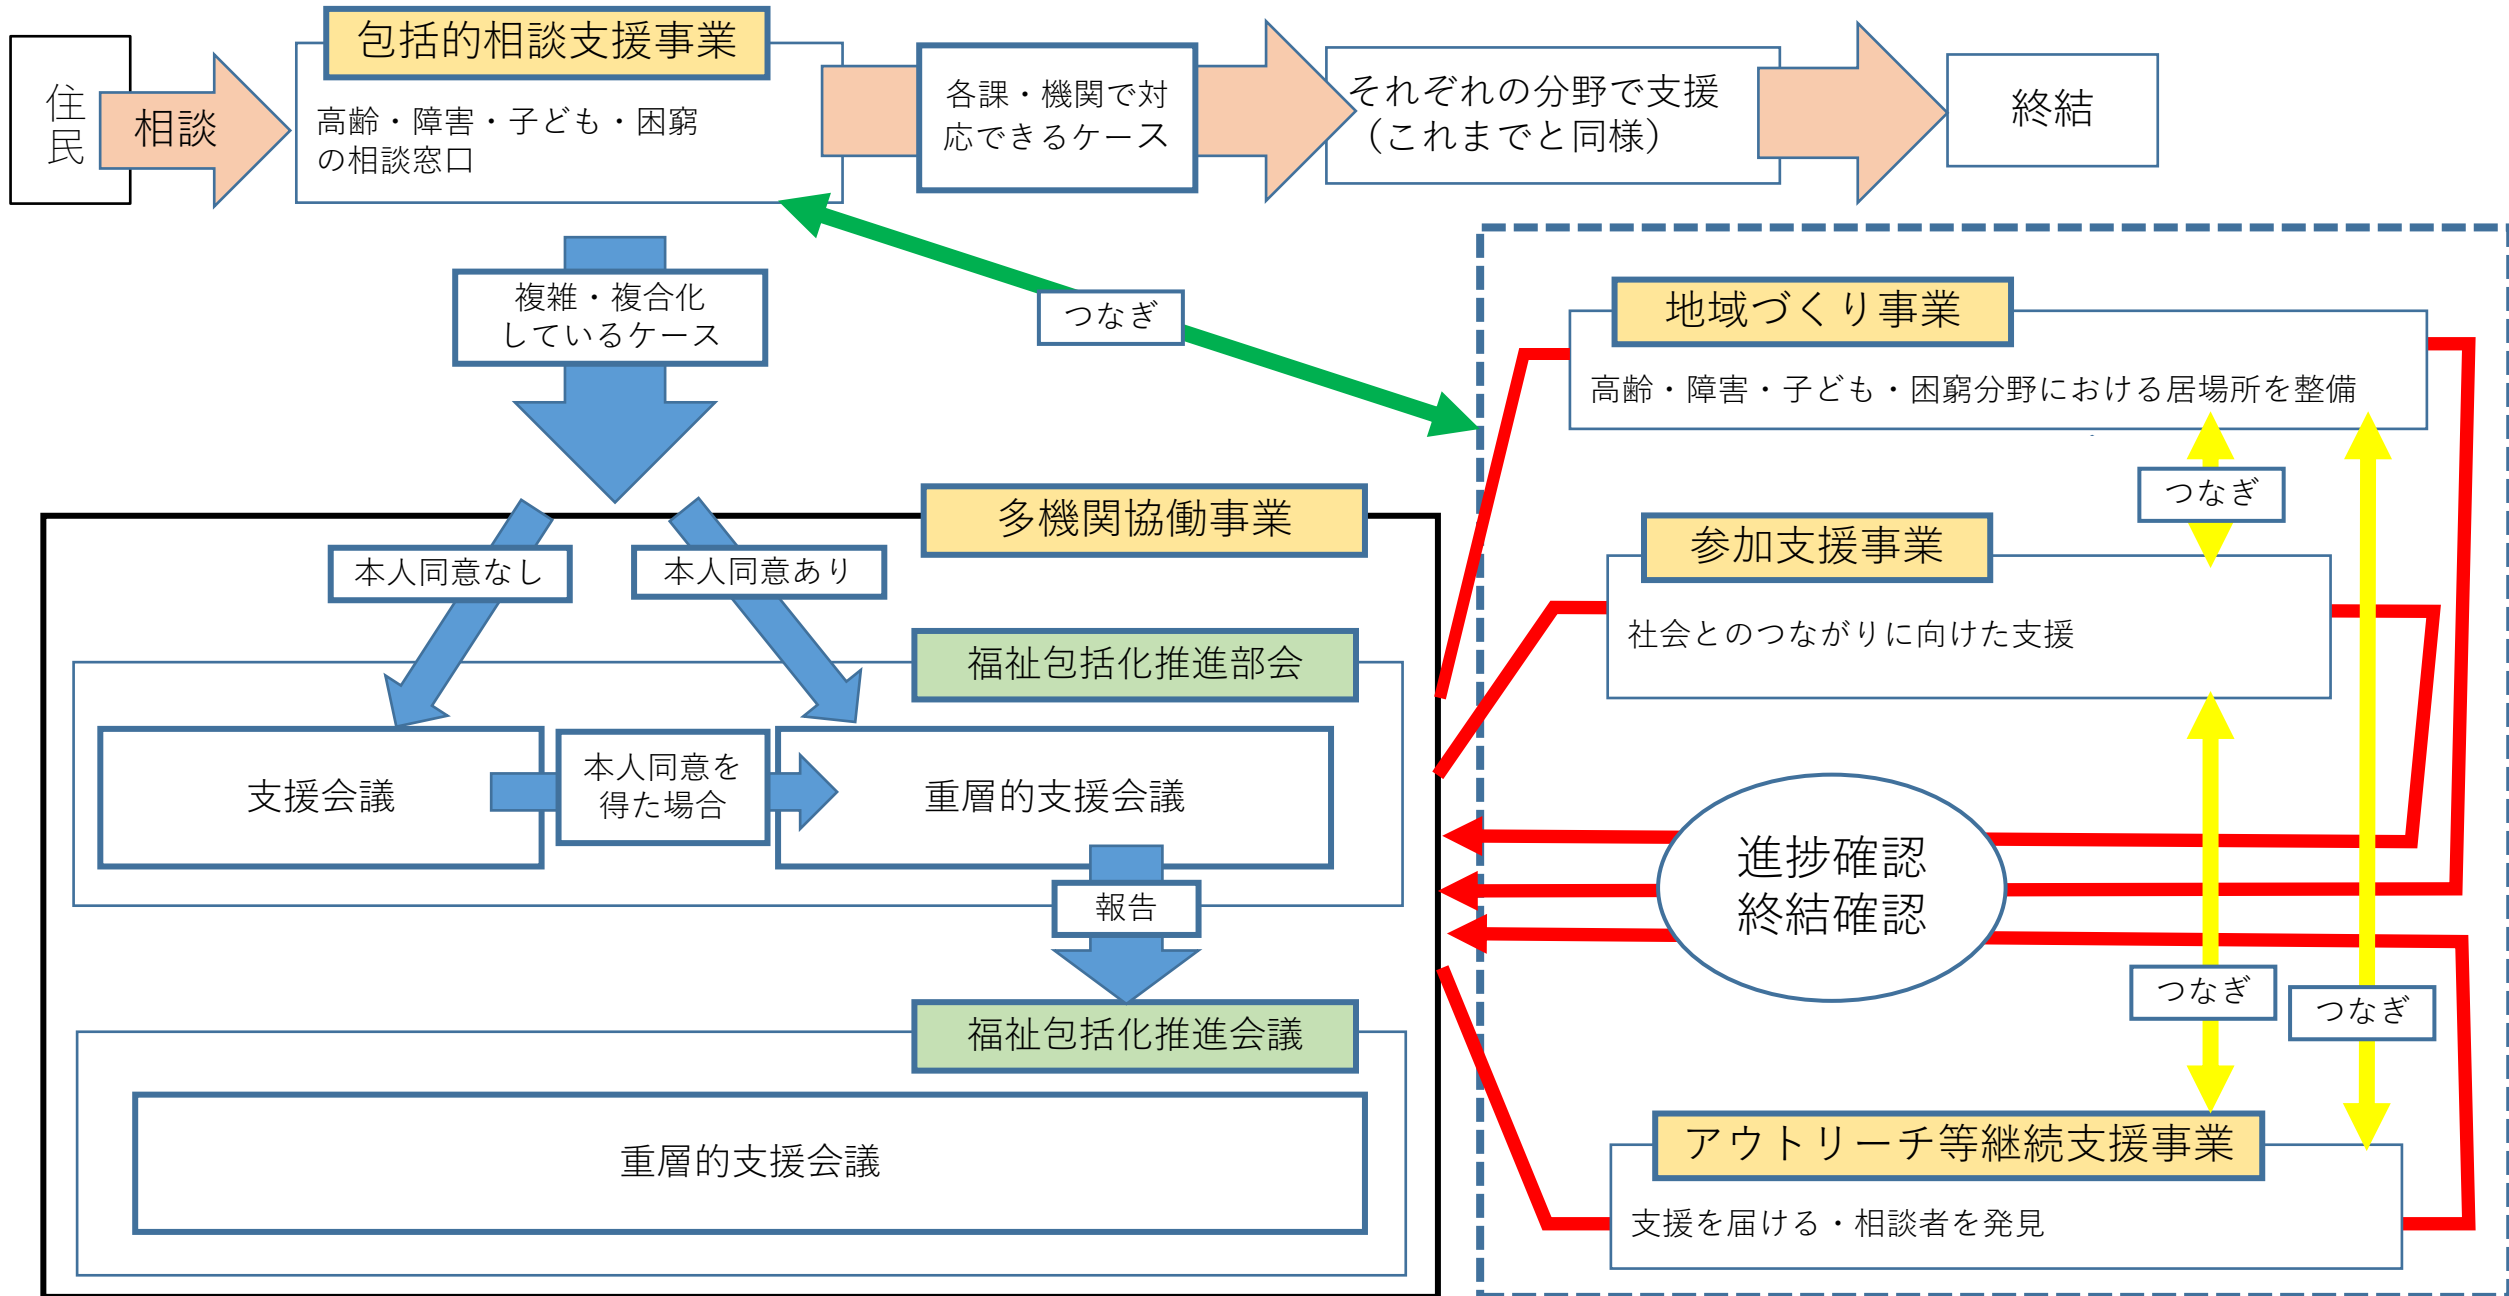 包括的相談支援事業
住民
相談
高齢・障害・子ども・困窮
の相談窓口
各課・機関で対
応できるケース
それぞれの分野で支援
（これまでと同様）
終結
複雑・複合化
しているケース
つなぎ
地域づくり事業
高齢・障害・子ども・困窮分野における居場所を整備
つなぎ
参加支援事業
社会とのつながりに向けた支援
多機関協働事業
本人同意なし
本人同意あり
福祉包括化推進部会
支援会議
本人同意を
得た場合
重層的支援会議
報告
進捗確認
終結確認
つなぎ
つなぎ
福祉包括化推進会議
重層的支援会議
アウトリーチ等継続支援事業
支援を届ける・相談者を発見